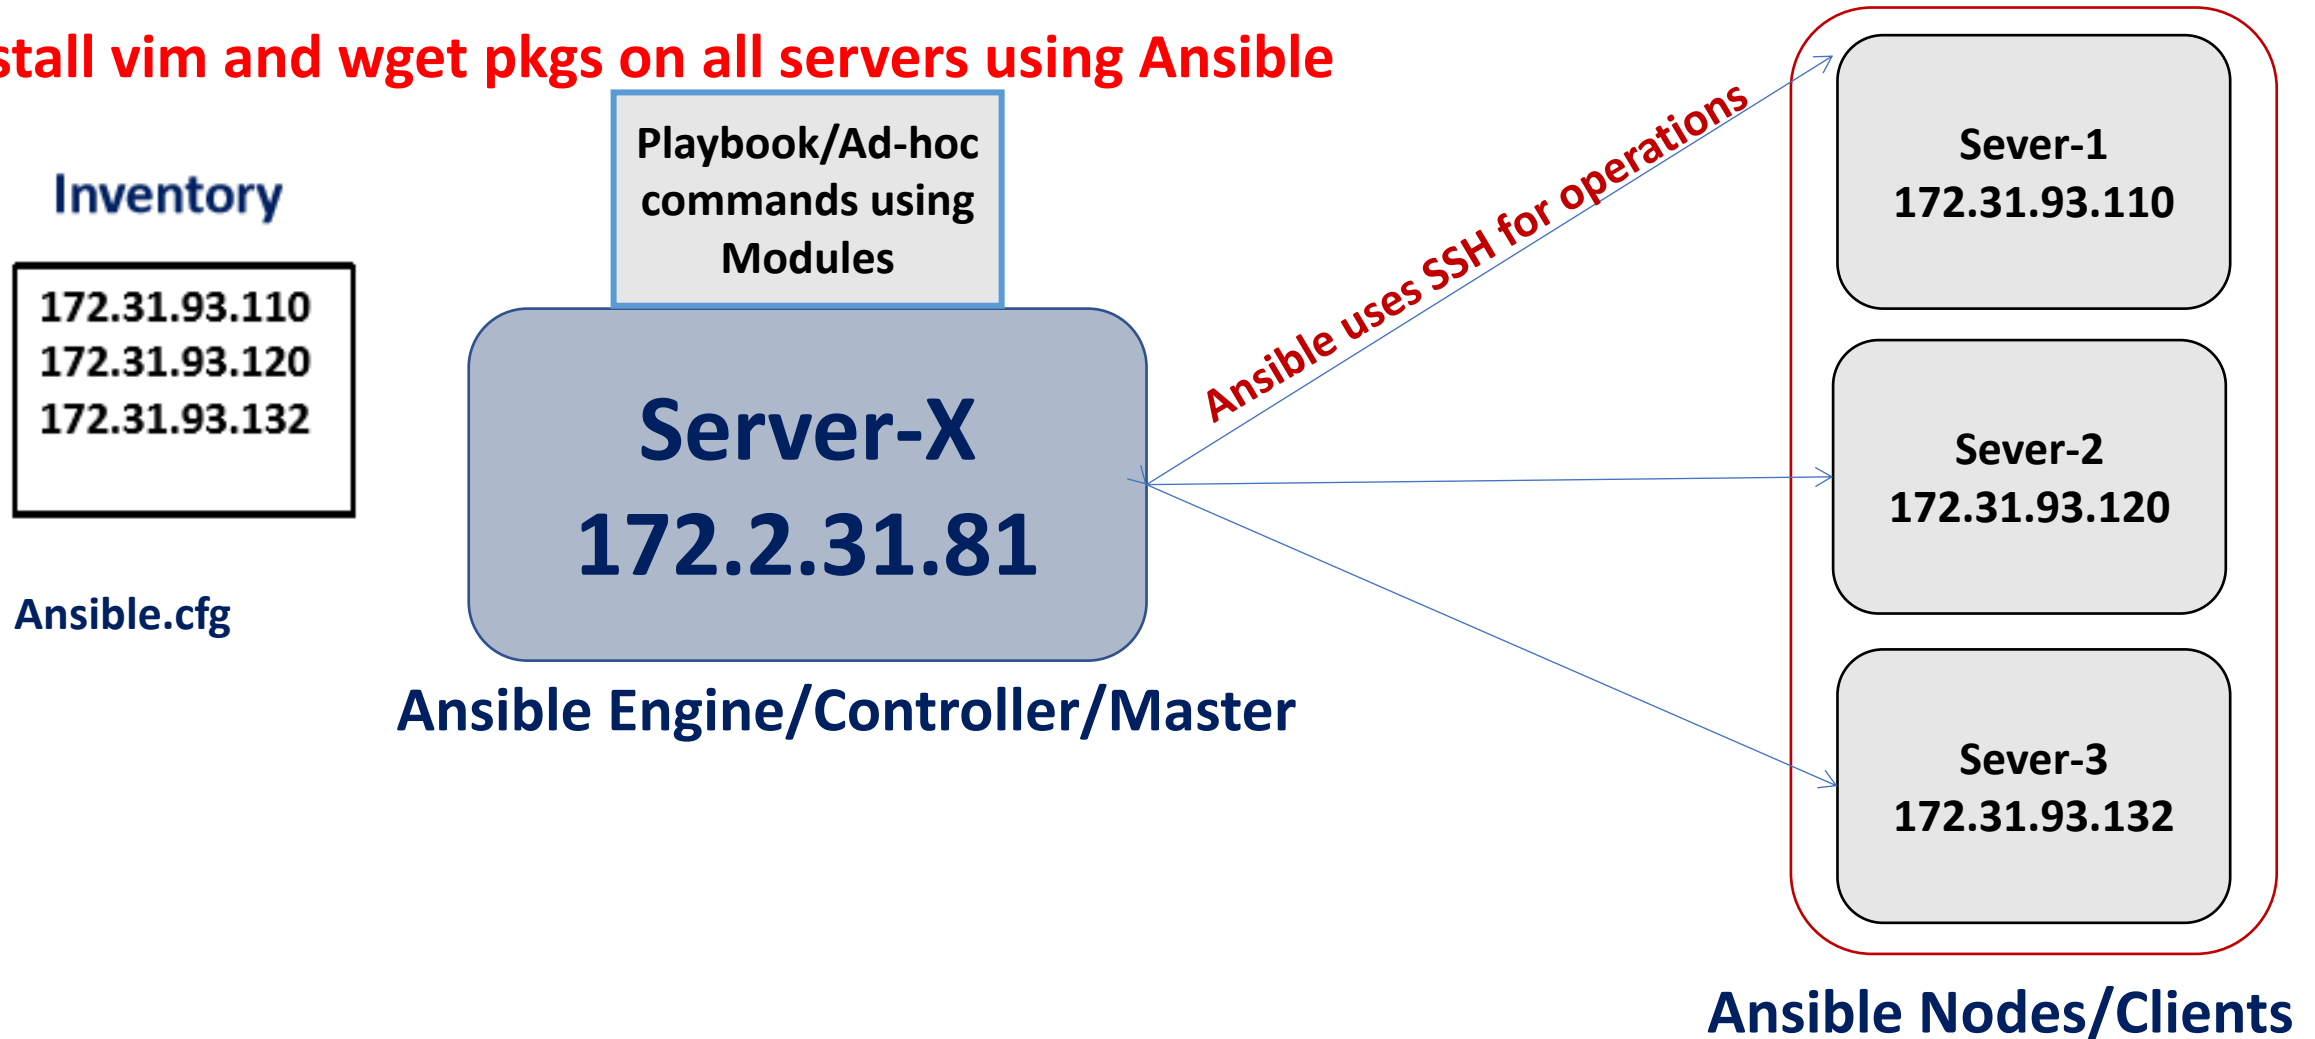 stall vim and wget pkgs on all servers using Ansible
Inventory
172.31.93.110
172.31.93.120
172.31.93.132
Ansible.cfg
Playbook/Ad-hoc
commands using
Modules
Server-X
172.2.31.81
Ansible Engine/Controller/Master
Ansible uses SSH for operations
Sever-1
172.31.93.110
Sever-2
172.31.93.120
Sever-3
172.31.93.132
Ansible Nodes/Clients